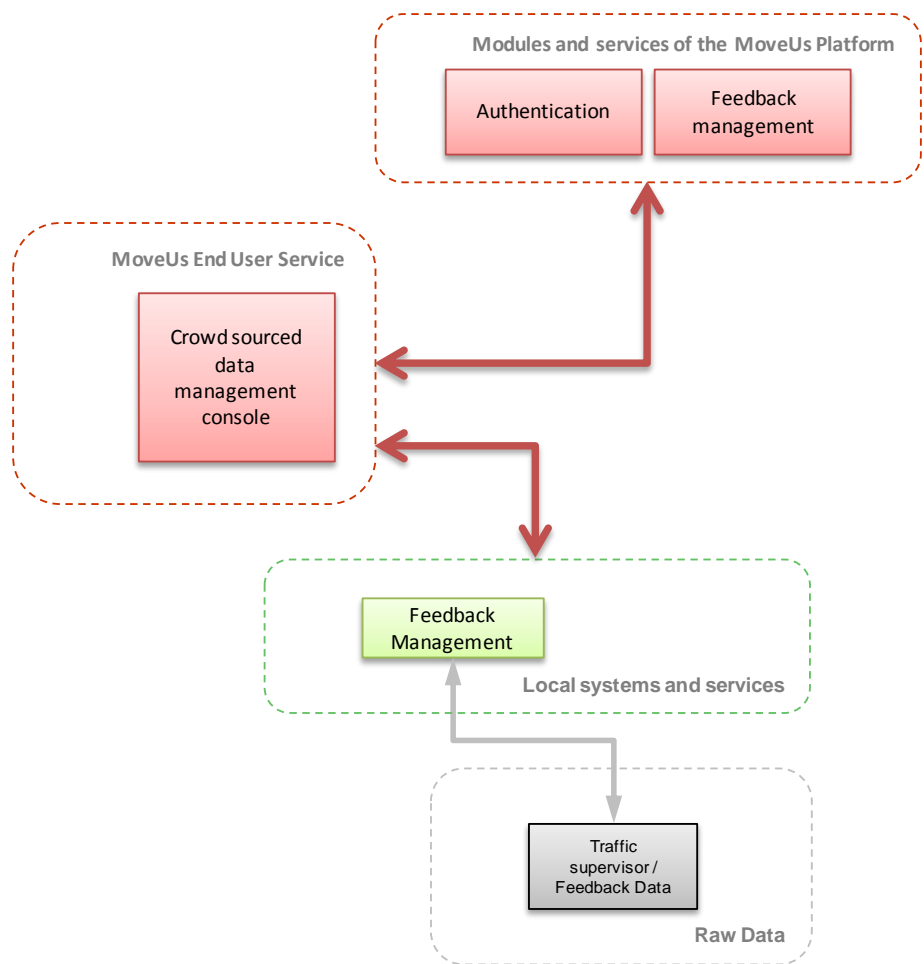 Modules and services of the MoveUs Platform
Authentication
Feedback
management
MoveUs End User Service
Crowd sourced
data
management
console
Feedback
Management
Local systems and services
Traffic
supervisor /
Feedback Data
Raw Data